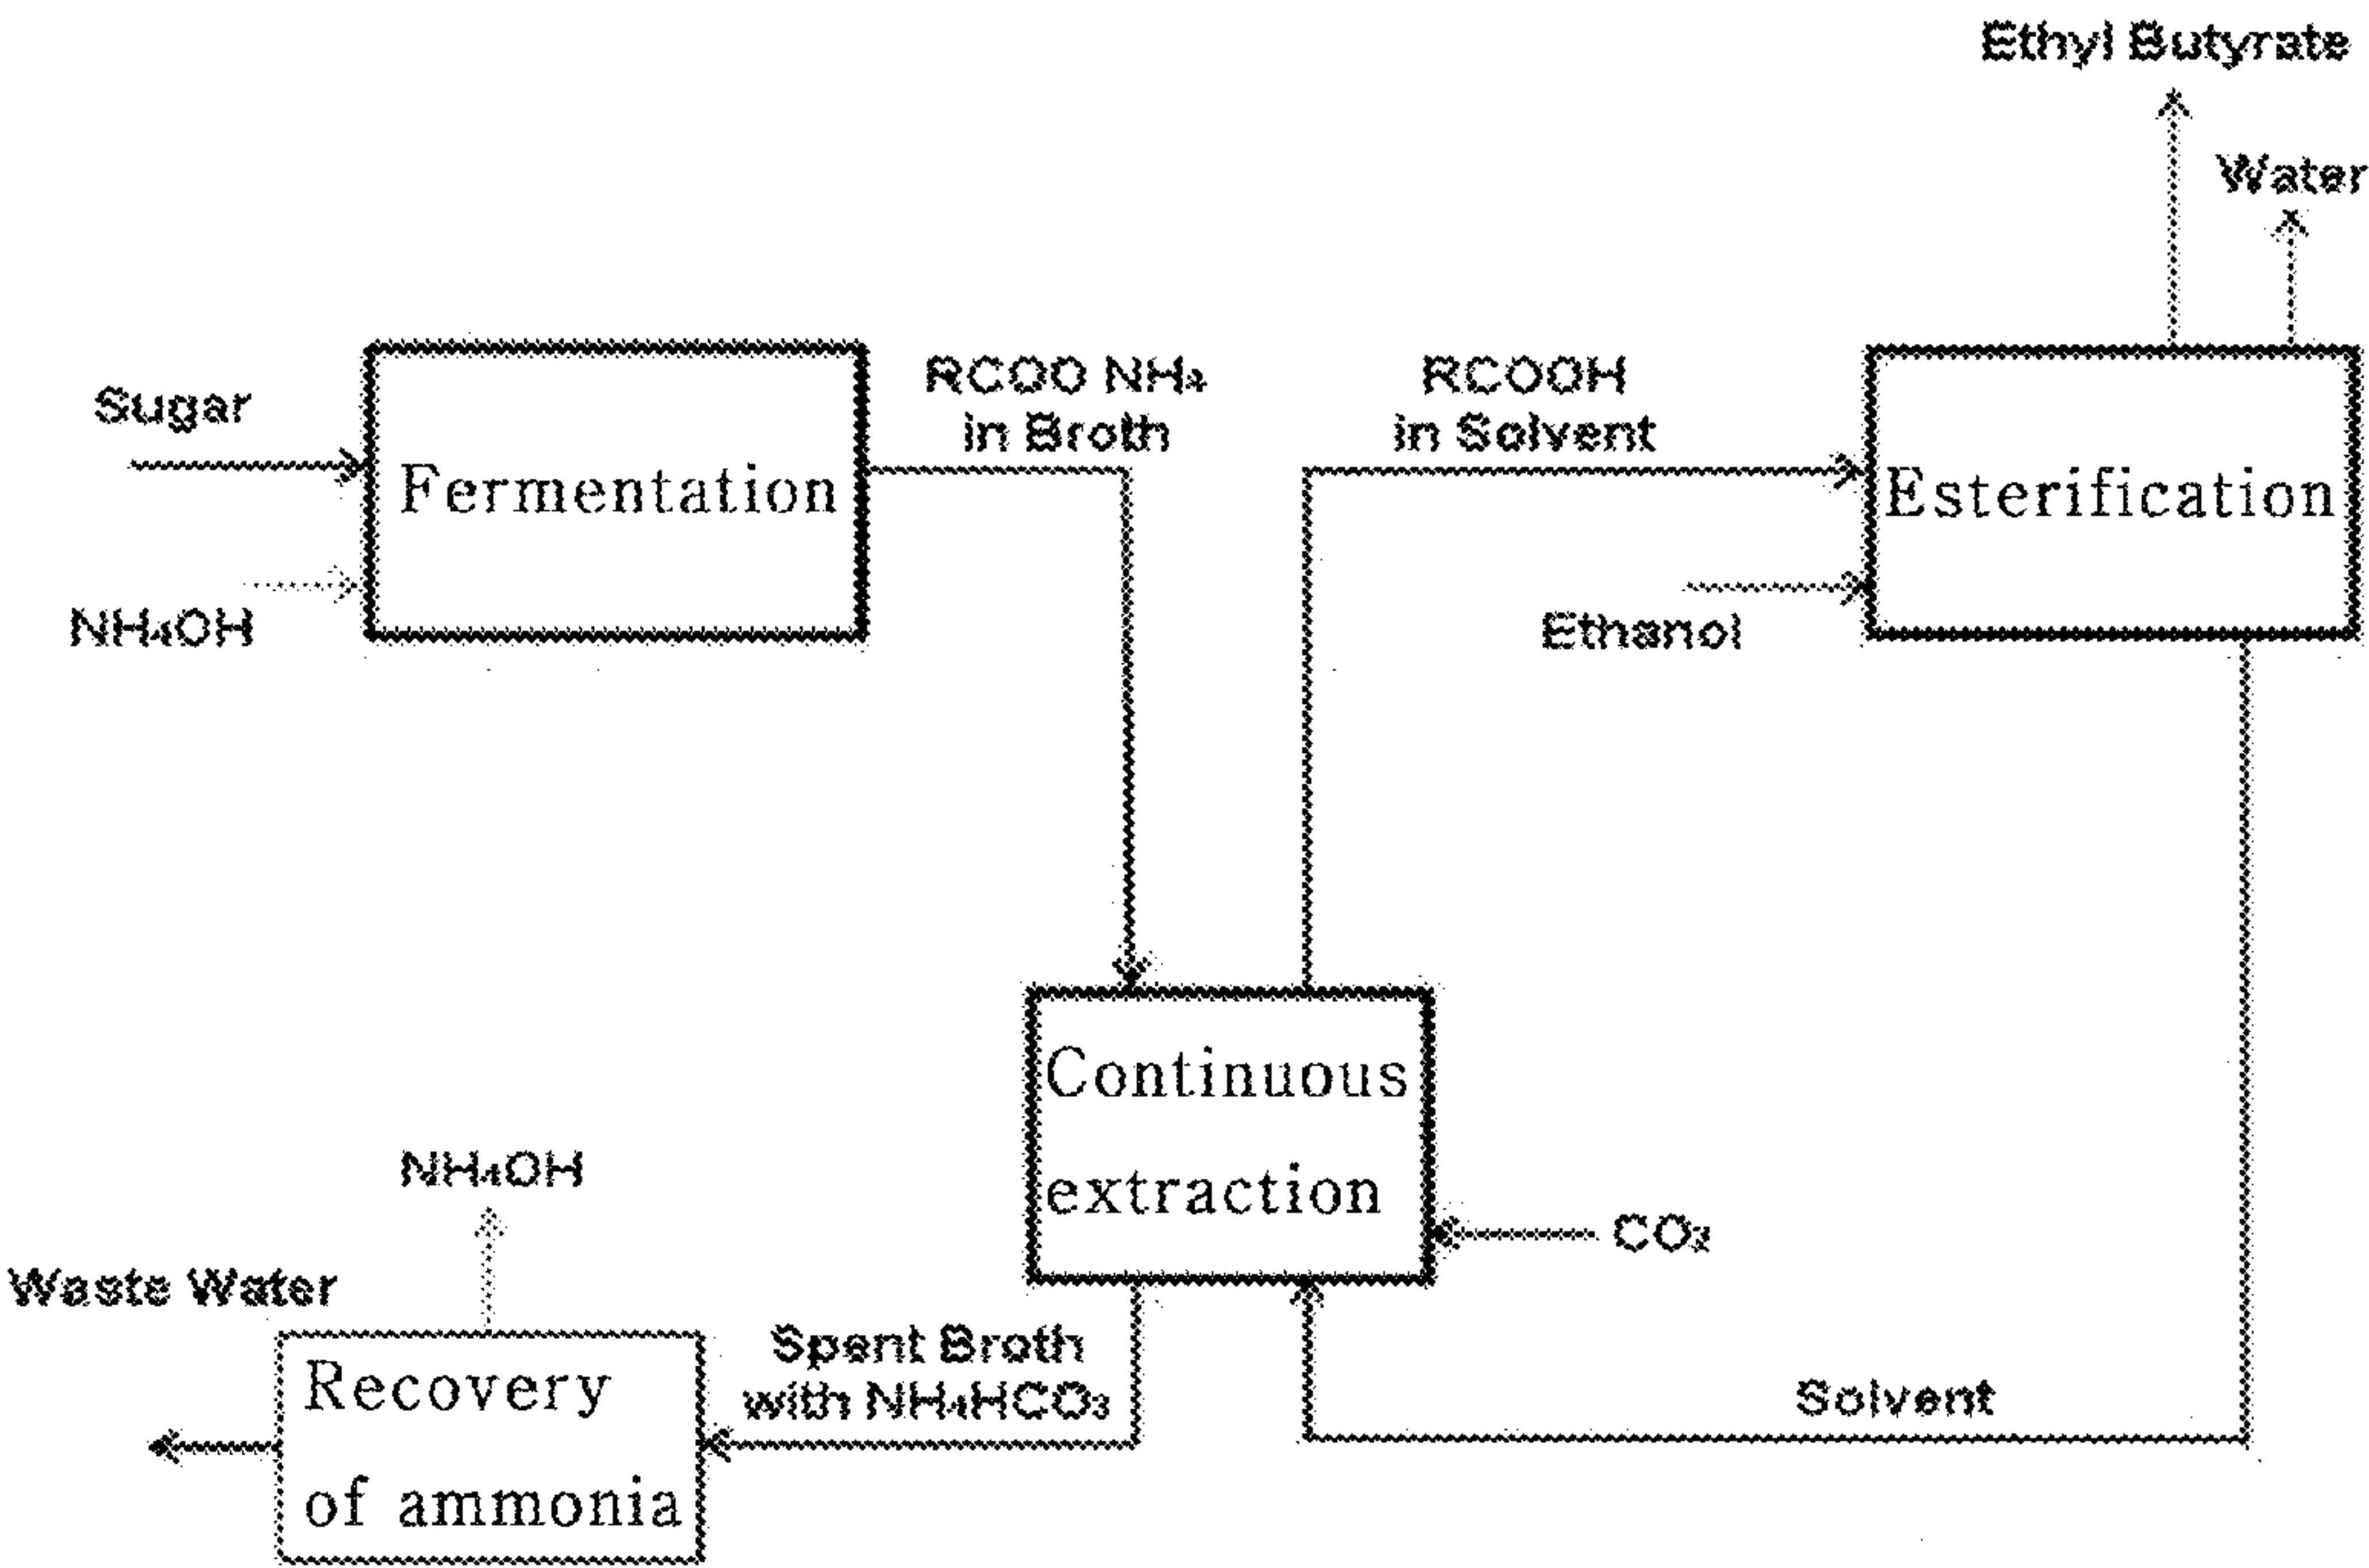 Ethyl Butyrate
Water
Sugar
NH₄OH
Fermentation
RCOO NH₄
in Broth
RCOOH
in Solvent
Ethanol
Esterification
Continuous
extraction
CO₂
NH₄OH
Waste Water
Recovery
of ammonia
Spent Broth
with NH₄HCO₃
Solvent